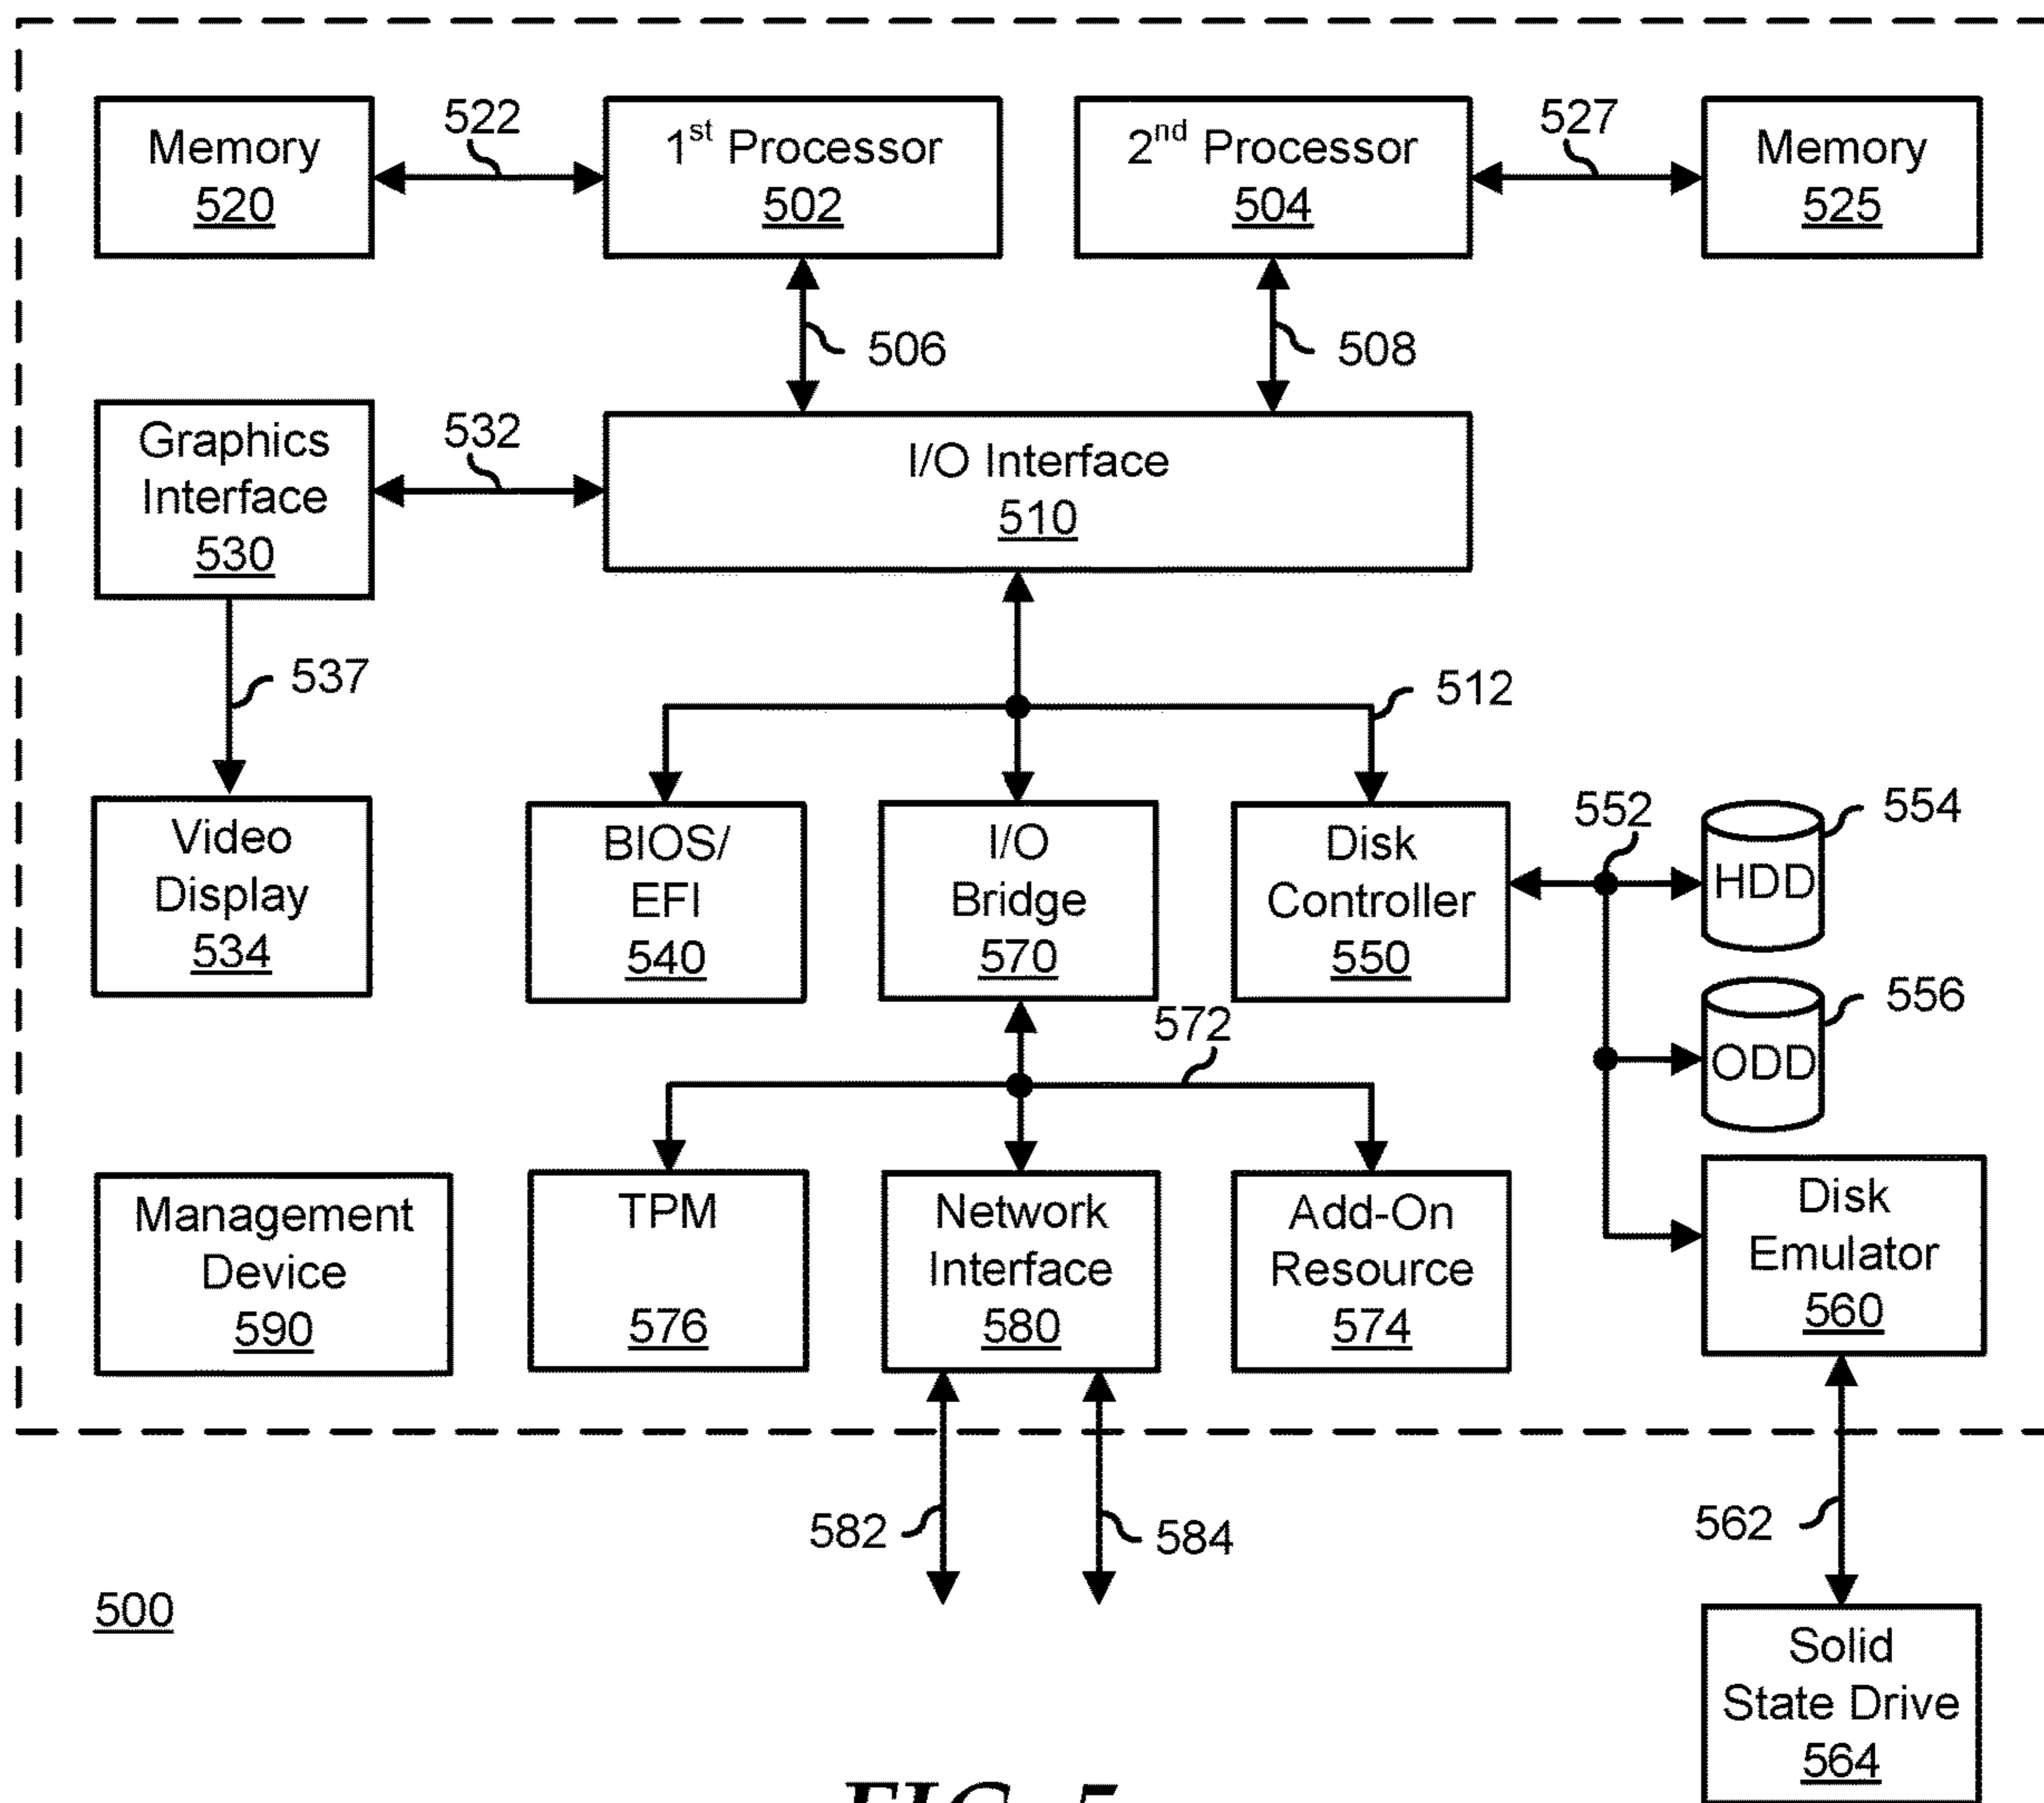 Memory
520
522
1st Processor
502
2nd Processor
504
527
Memory
525
506
508
Graphics
Interface
530
532
I/O Interface
510
537
512
Video
Display
534
BIOS/
EFI
540
I/O
Bridge
570
Disk
Controller
550
552
554
HDD
556
ODD
572
Management
Device
590
TPM
576
Network
Interface
580
Add-On
Resource
574
Disk
Emulator
560
582
584
562
500
Solid
State Drive
564
FIG. 5